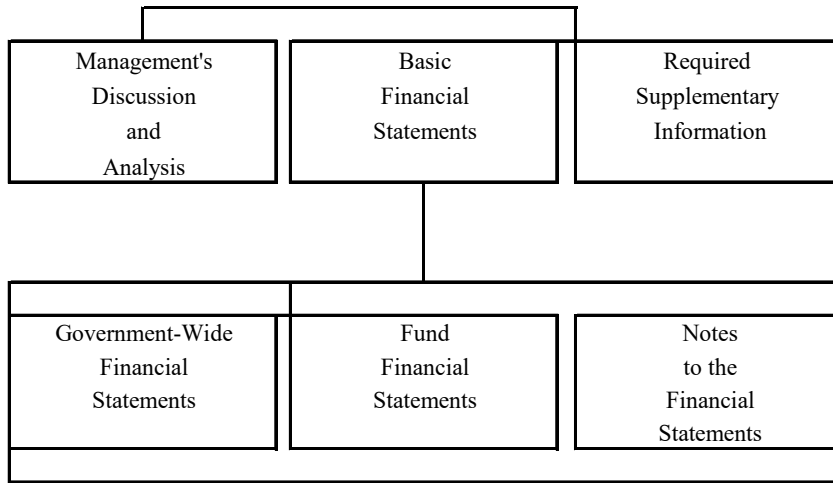 Management's
Discussion
and
Analysis
Basic
Financial
Statements
Required
Supplementary
Information
Government-Wide
Financial
Statements
Fund
Financial
Statements
Notes
to the
Financial
Statements